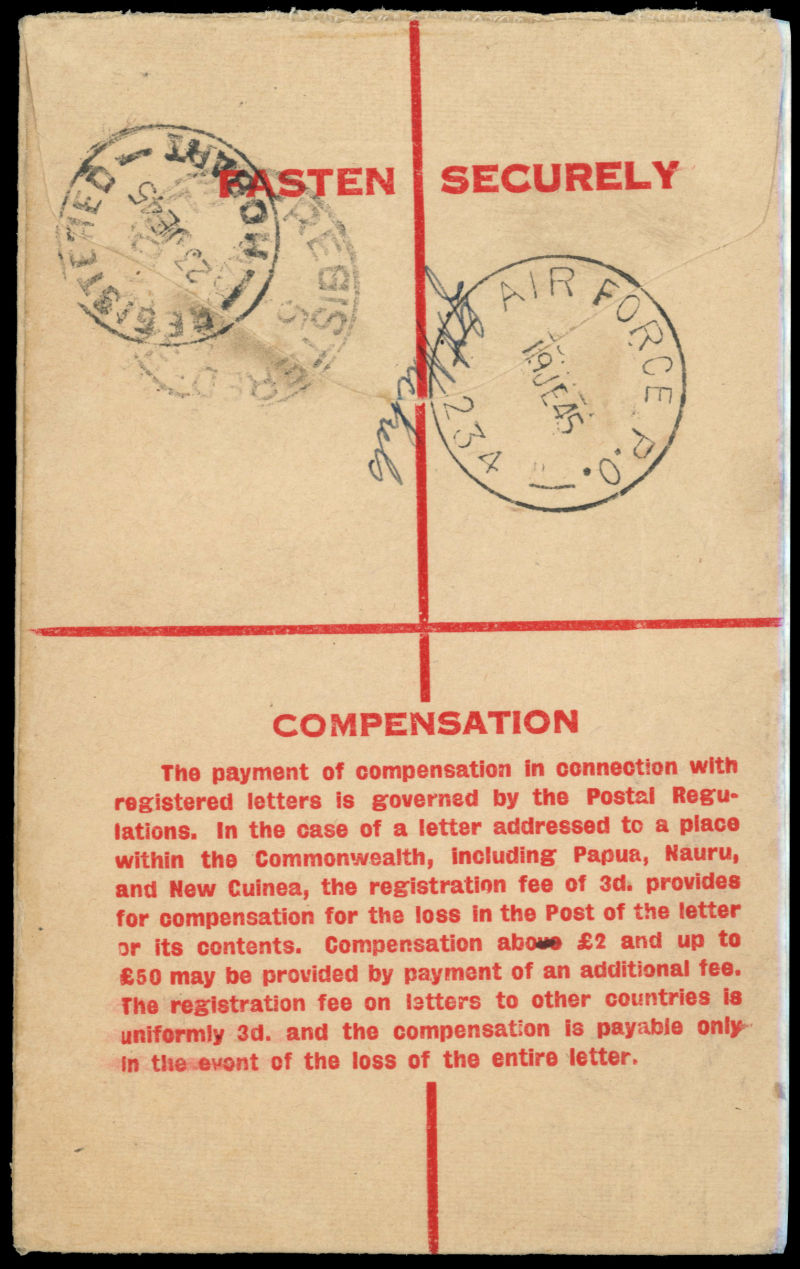 FASTEN SECURELY
REGISTERED
HOBART
23 JE 45
REGISTERED
5
AIR FORCE P.O.
19 JE 45
234
COMPENSATION
The payment of compensation in connection with
registered letters is governed by the Postal Regu-
lations. In the case of a letter addressed to a place
within the Commonwealth, including Papua, Nauru,
and New Guinea, the registration fee of 3d. provides
for compensation for the loss in the Post of the letter
or its contents. Compensation above £2 and up to
£50 may be provided by payment of an additional fee.
The registration fee on letters to other countries is
uniformly 3d. and the compensation is payable only
in the event of the loss of the entire letter.